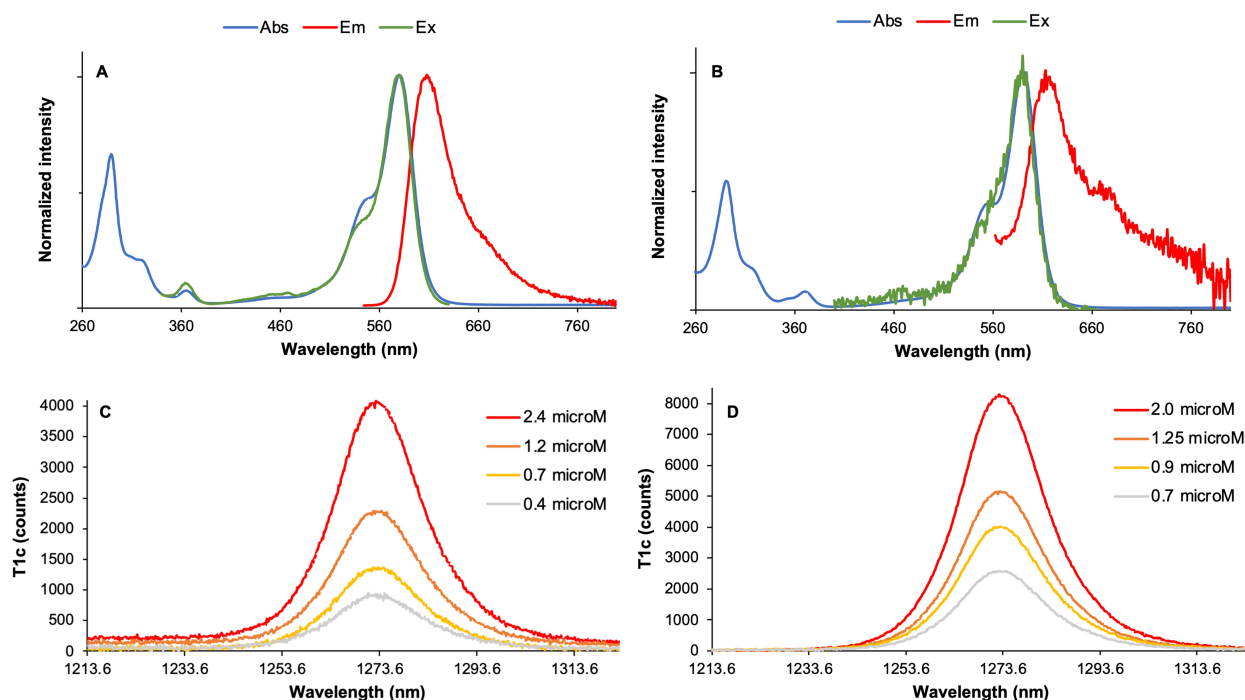 Abs Em Ex
A
Normalized intensity
260 360 460 560 660 760
Wavelength (nm)
Abs Em Ex
B
Normalized intensity
260 360 460 560 660 760
Wavelength (nm)
C
T1c (counts)
4000
3500
3000
2500
2000
1500
1000
500
0
2.4 microM
1.2 microM
0.7 microM
0.4 microM
1213.6 1233.6 1253.6 1273.6 1293.6 1313.6
Wavelength (nm)
D
T1c (counts)
8000
7000
6000
5000
4000
3000
2000
1000
0
2.0 microM
1.25 microM
0.9 microM
0.7 microM
1213.6 1233.6 1253.6 1273.6 1293.6 1313.6
Wavelength (nm)